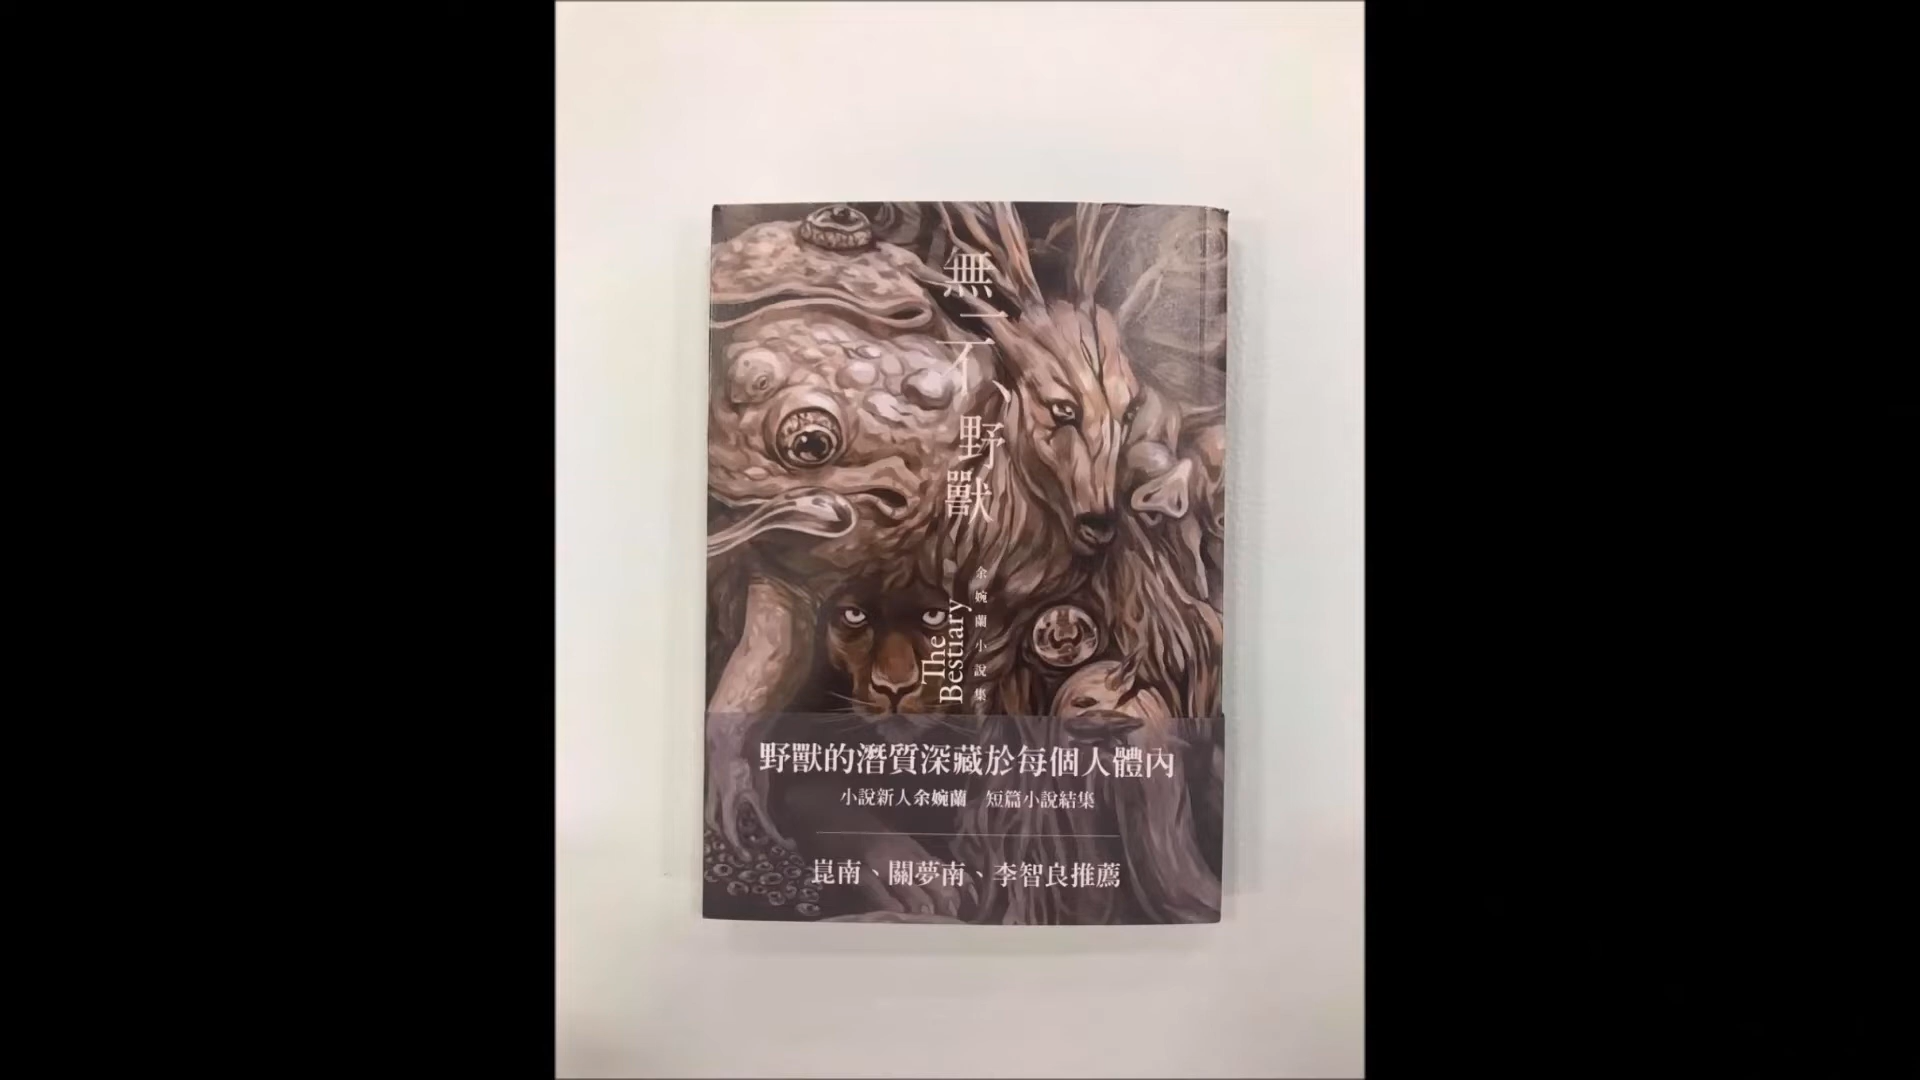 無一不野獸
余婉蘭小說集
The
Bestiary
野獸的潛質深藏於每個人體內
小說新人余婉蘭 短篇小說結集
崑南、關夢南、李智良推薦